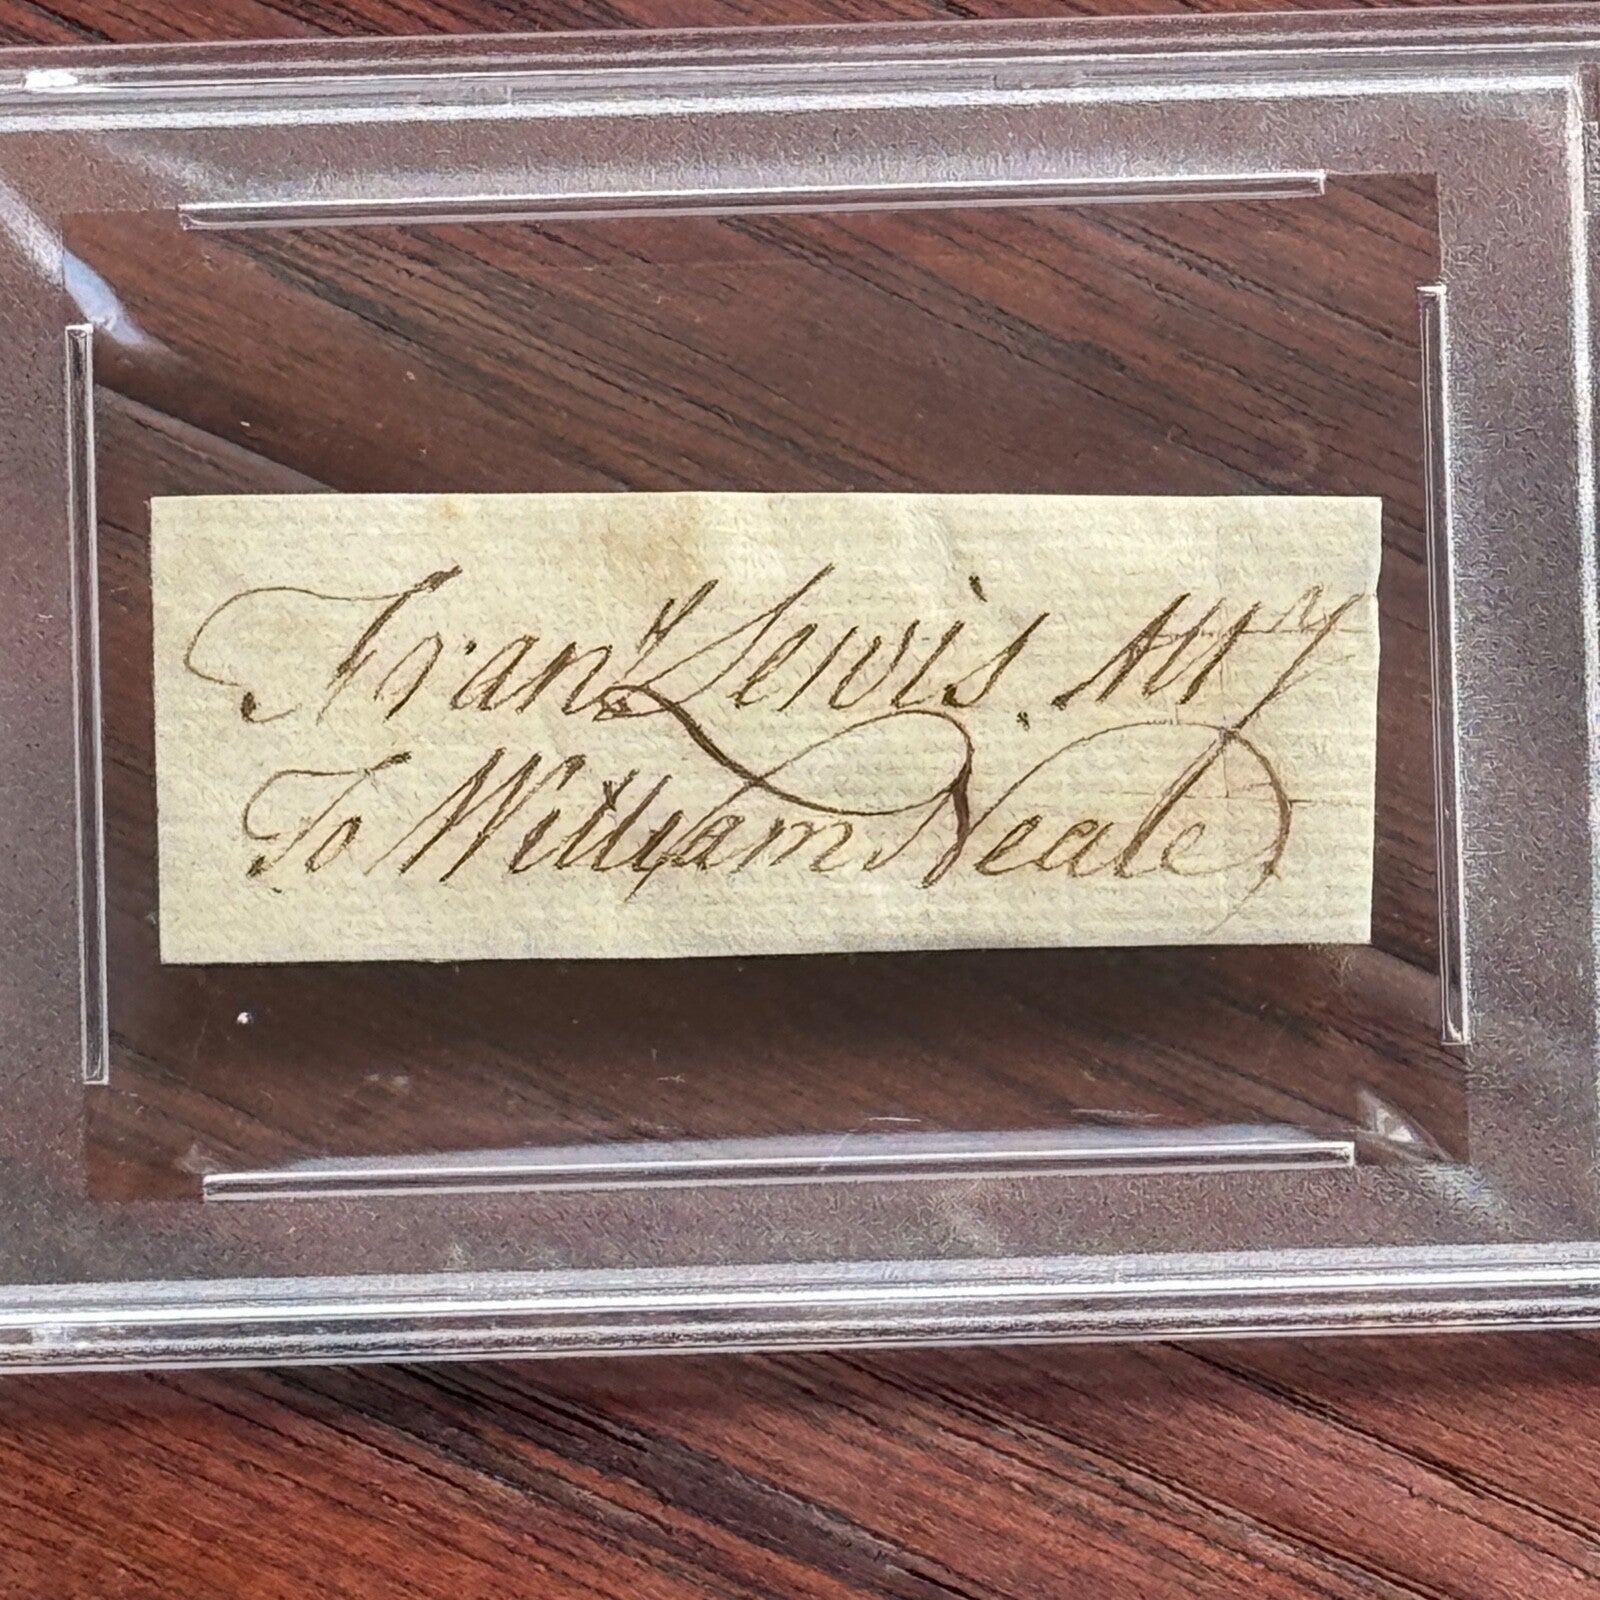 Fran.s Lewis. Atty
To William Neale